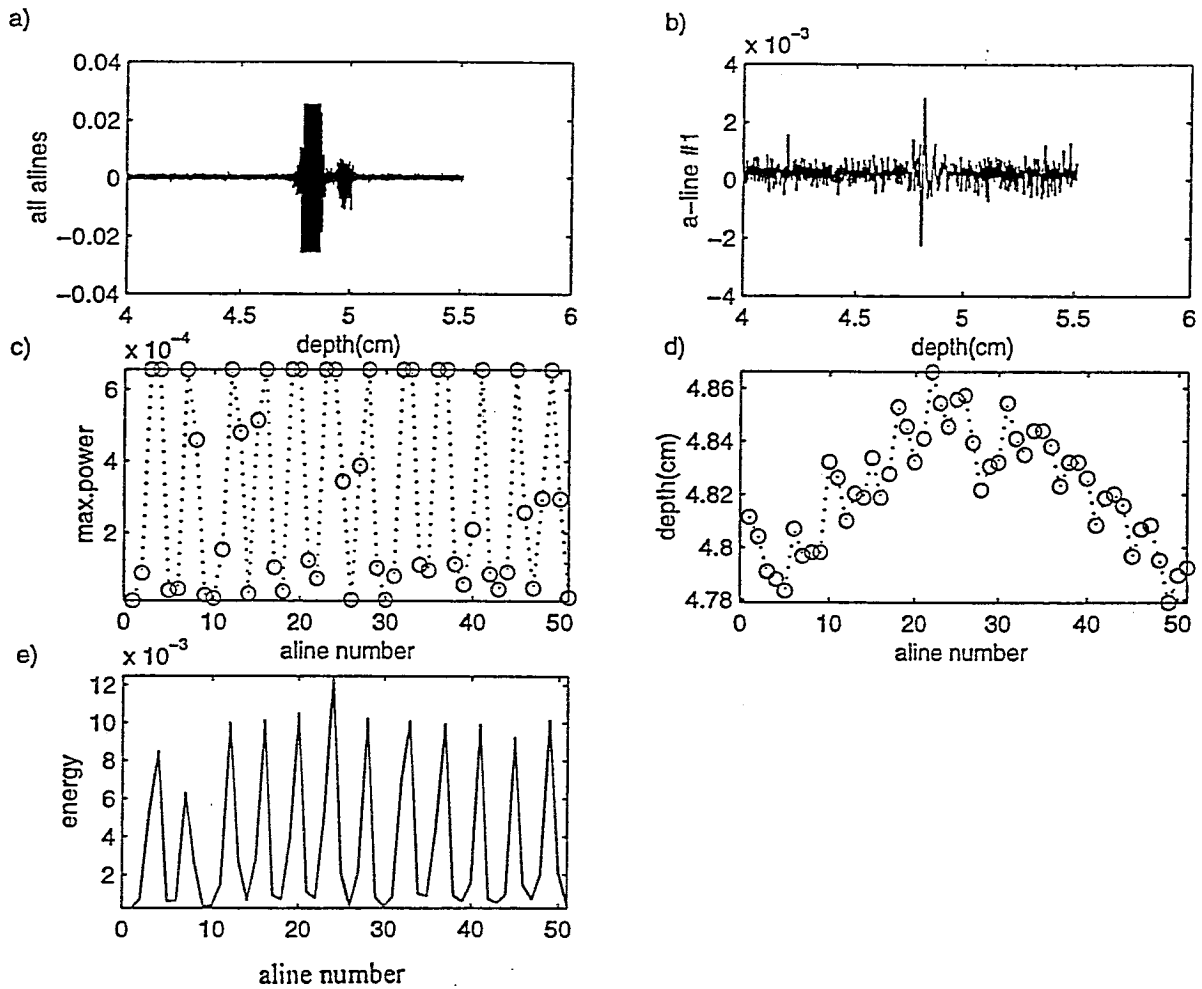 a)
0.04
0.02
0
−0.02
−0.04
all alines
4 4.5 5 5.5 6
depth(cm)
b)
x 10⁻³
4
2
0
−2
−4
a−line #1
4 4.5 5 5.5 6
depth(cm)
c)
x 10⁻⁴
6
4
2
max.power
0 10 20 30 40 50
aline number
d)
4.86
4.84
4.82
4.8
4.78
depth(cm)
0 10 20 30 40 50
aline number
e)
x 10⁻³
12
10
8
6
4
2
energy
0 10 20 30 40 50
aline number